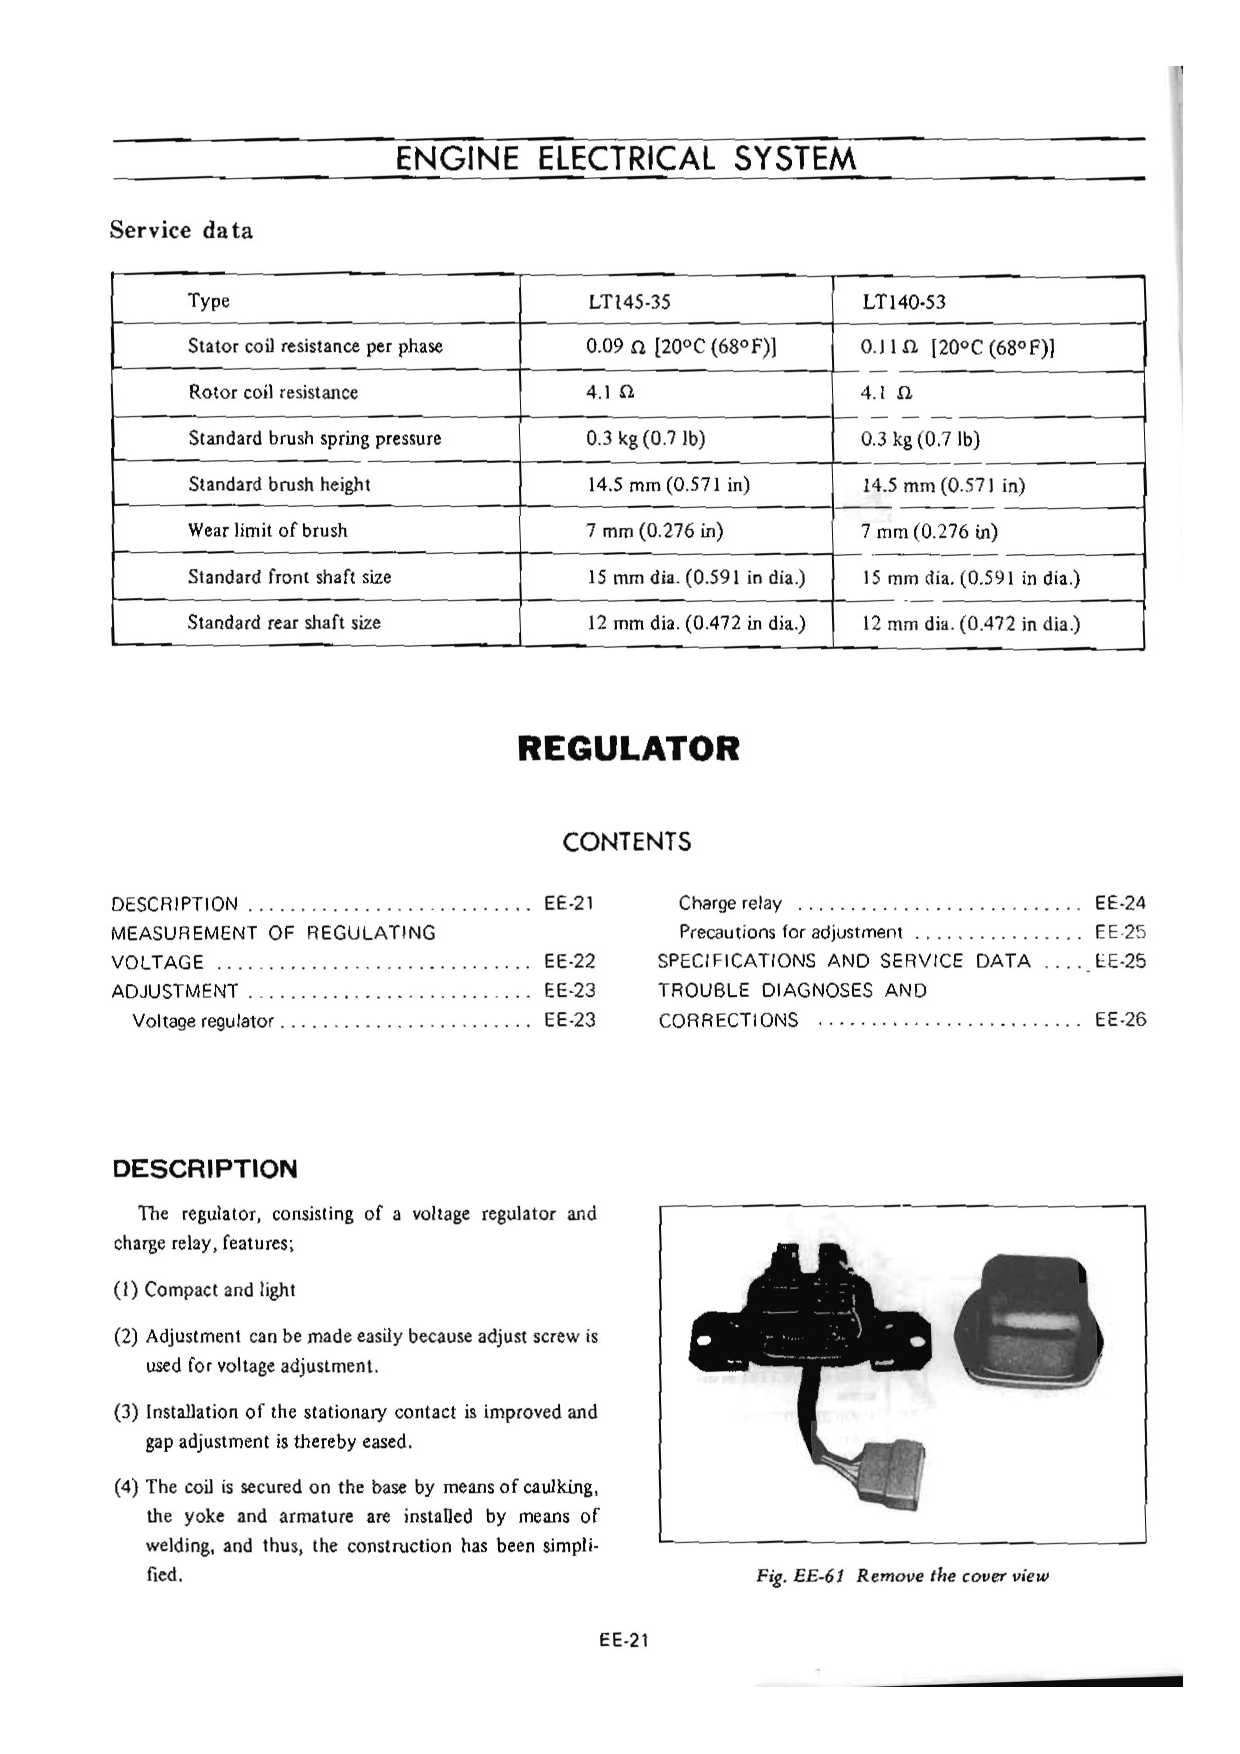 ENGINE ELECTRICAL SYSTEM
Service data
Type LT145-35 LT140-53
Stator coil resistance per phase 0.09 Ω [20°C (68°F)] 0.11 Ω [20°C (68°F)]
Rotor coil resistance 4.1 Ω 4.1 Ω
Standard brush spring pressure 0.3 kg (0.7 lb) 0.3 kg (0.7 lb)
Standard brush height 14.5 mm (0.571 in) 14.5 mm (0.571 in)
Wear limit of brush 7 mm (0.276 in) 7 mm (0.276 in)
Standard front shaft size 15 mm dia. (0.591 in dia.) 15 mm dia. (0.591 in dia.)
Standard rear shaft size 12 mm dia. (0.472 in dia.) 12 mm dia. (0.472 in dia.)
REGULATOR
CONTENTS
DESCRIPTION ........................... EE-21
MEASUREMENT OF REGULATING
VOLTAGE .............................. EE-22
ADJUSTMENT ........................... EE-23
Voltage regulator ........................ EE-23
Charge relay ........................... EE-24
Precautions for adjustment ................ EE-25
SPECIFICATIONS AND SERVICE DATA ..... EE-25
TROUBLE DIAGNOSES AND
CORRECTIONS ......................... EE-26
DESCRIPTION
The regulator, consisting of a voltage regulator and
charge relay, features;
(1) Compact and light
(2) Adjustment can be made easily because adjust screw is
used for voltage adjustment.
(3) Installation of the stationary contact is improved and
gap adjustment is thereby eased.
(4) The coil is secured on the base by means of caulking,
the yoke and armature are installed by means of
welding, and thus, the construction has been simpli-
fied.
Fig. EE-61 Remove the cover view
EE-21